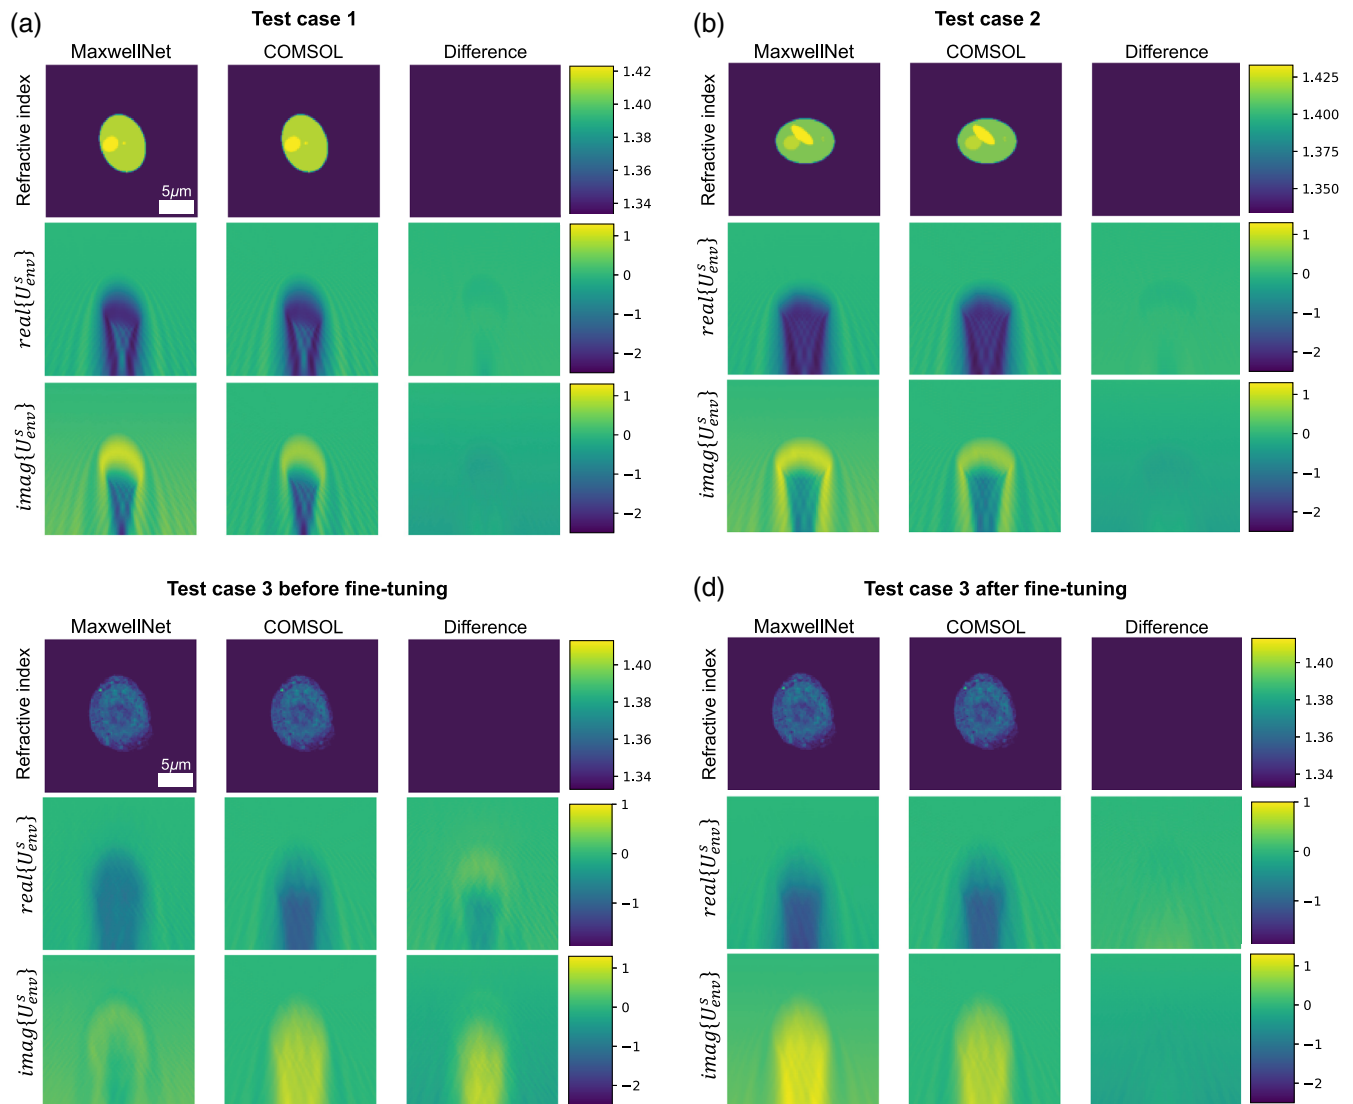 (a)
Test case 1
MaxwellNet COMSOL Difference
Refractive index
5μm
1.42
1.40
1.38
1.36
1.34
real{U^s_env}
1
0
−1
−2
imag{U^s_env}
1
0
−1
−2
(b)
Test case 2
MaxwellNet COMSOL Difference
Refractive index
1.425
1.400
1.375
1.350
real{U^s_env}
1
0
−1
−2
imag{U^s_env}
1
0
−1
−2
Test case 3 before fine-tuning
MaxwellNet COMSOL Difference
Refractive index
5μm
1.40
1.38
1.36
1.34
real{U^s_env}
1
0
−1
imag{U^s_env}
1
0
−1
−2
(d)
Test case 3 after fine-tuning
MaxwellNet COMSOL Difference
Refractive index
1.40
1.38
1.36
1.34
real{U^s_env}
1
0
−1
imag{U^s_env}
1
0
−1
−2